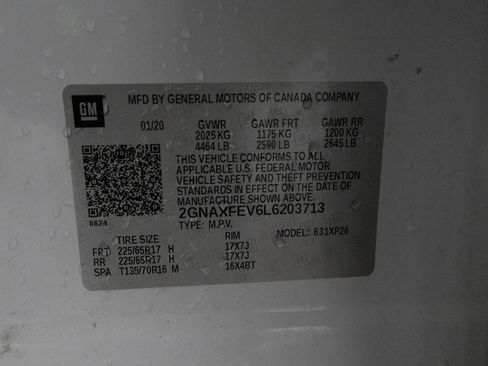 GM
MFD BY GENERAL MOTORS OF CANADA COMPANY
01/20 GVWR GAWR FRT GAWR RR
2025 KG 1175 KG 1200 KG
4464 LB 2590 LB 2645 LB
THIS VEHICLE CONFORMS TO ALL
APPLICABLE U.S. FEDERAL MOTOR
VEHICLE SAFETY AND THEFT PREVENTION
STANDARDS IN EFFECT ON THE DATE OF
MANUFACTURE SHOWN ABOVE.
2GNAXFEV6L6203713
8624
TYPE: M.P.V. MODEL: 631XP26
TIRE SIZE RIM
FRT 225/65R17 H 17X7J
RR 225/65R17 H 17X7J
SPA T135/70R16 M 16X4BT